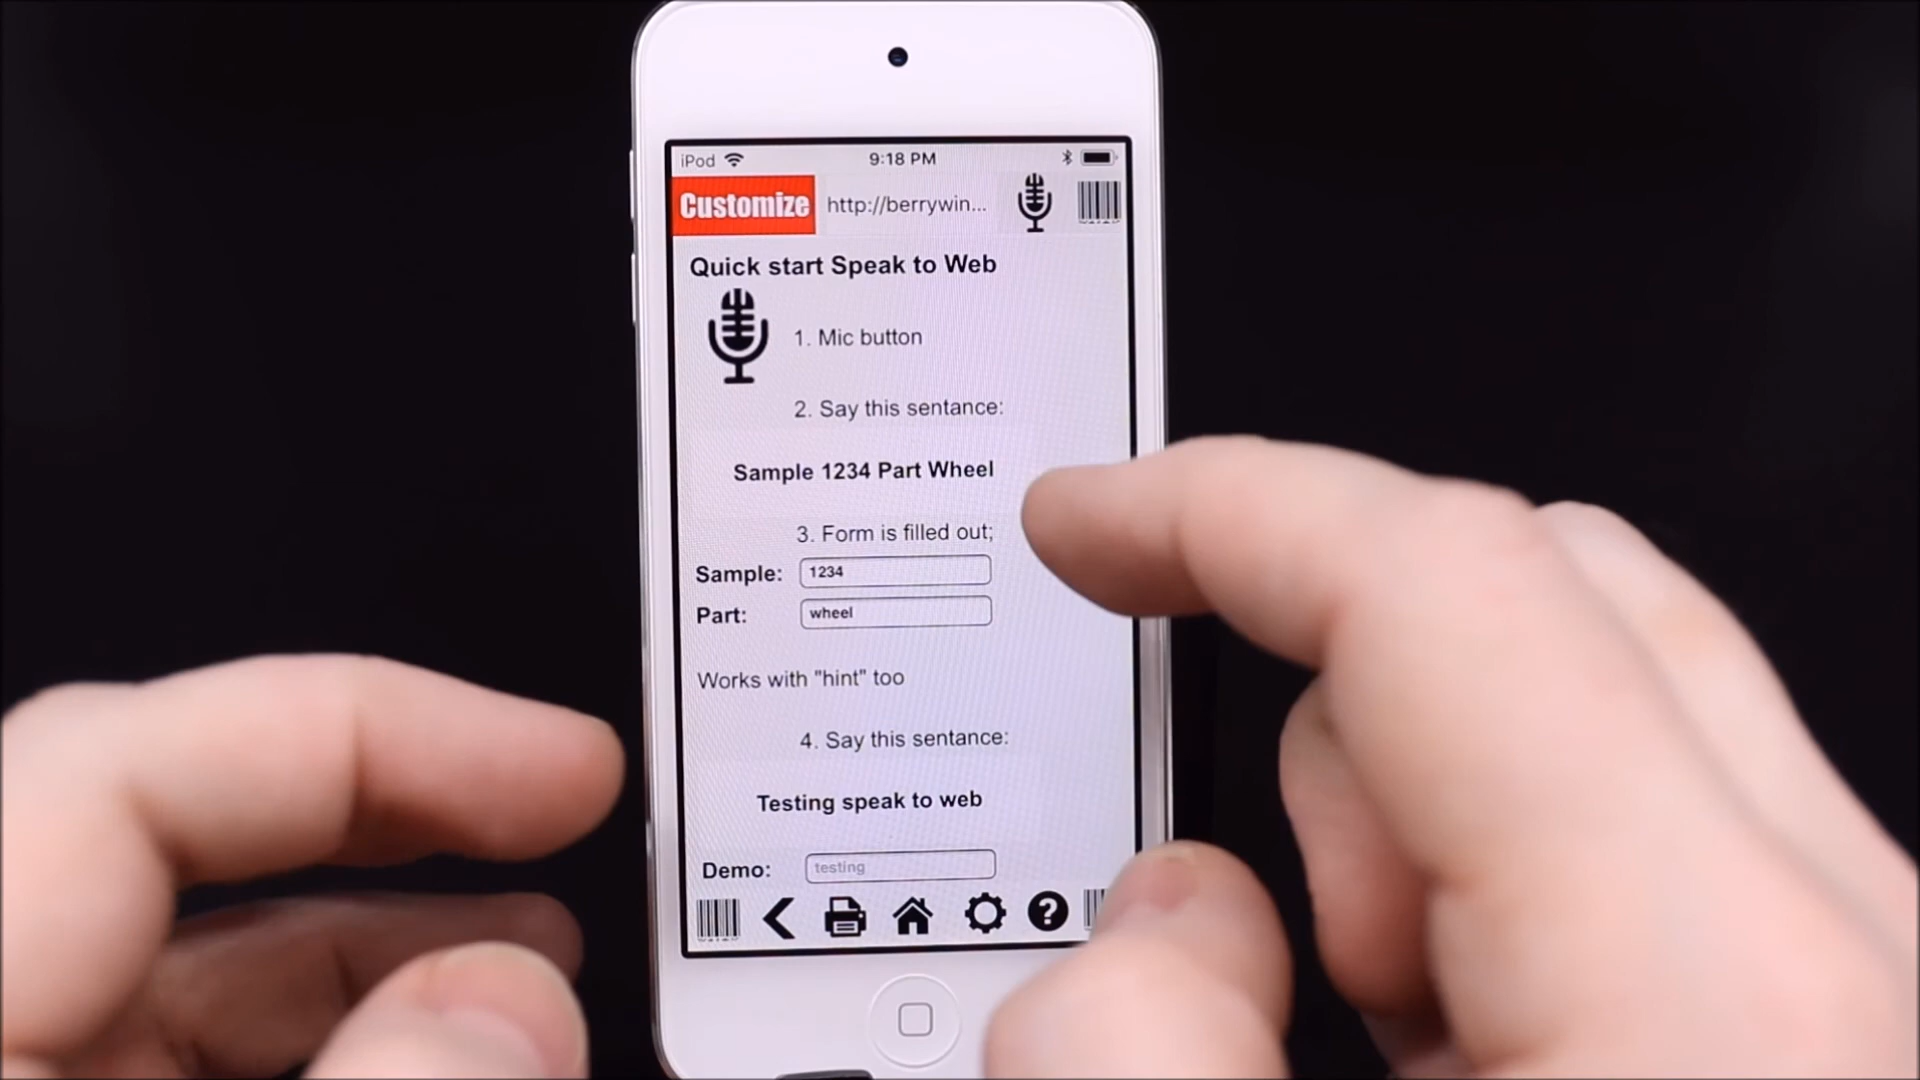 iPod 9:18 PM
Customize http://berrywin...
Quick start Speak to Web
1. Mic button
2. Say this sentance:
Sample 1234 Part Wheel
3. Form is filled out;
Sample: 1234
Part: wheel
Works with "hint" too
4. Say this sentance:
Testing speak to web
Demo: testing